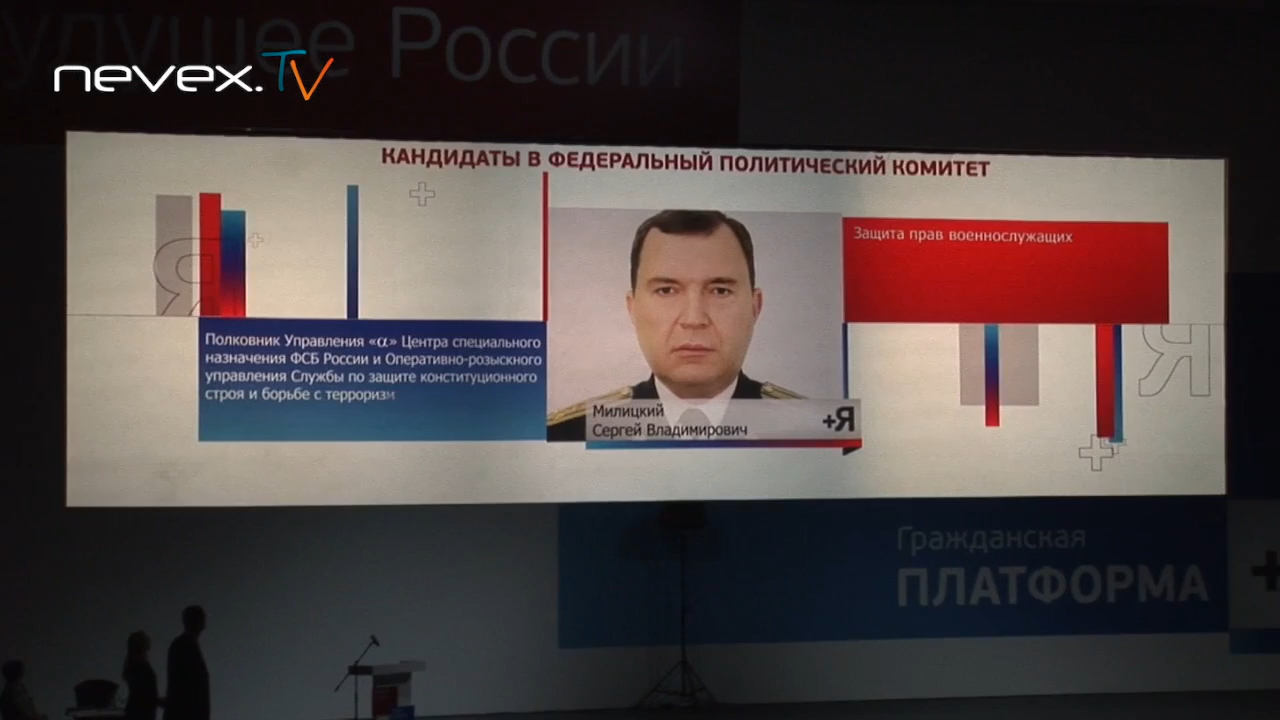 удущее России
nevex.TV
КАНДИДАТЫ В ФЕДЕРАЛЬНЫЙ ПОЛИТИЧЕСКИЙ КОМИТЕТ
Я
Защита прав военнослужащих
Полковник Управления «α» Центра специального
назначения ФСБ России и Оперативно-розыскного
управления Службы по защите конституционного
строя и борьбе с терроризм
Я
Милицкий
Сергей Владимирович
+Я
Гражданская
ПЛАТФОРМА